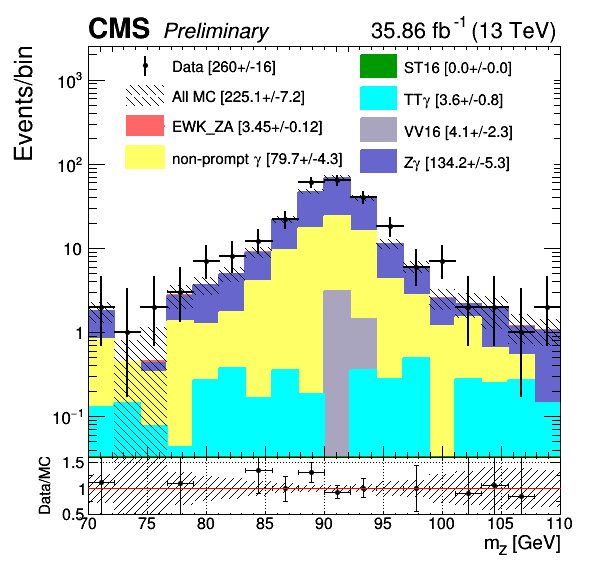 CMS Preliminary 35.86 fb⁻¹ (13 TeV)
Events/bin
Data [260+/-16]
All MC [225.1+/-7.2]
EWK_ZA [3.45+/-0.12]
non-prompt γ [79.7+/-4.3]
ST16 [0.0+/-0.0]
TTγ [3.6+/-0.8]
VV16 [4.1+/-2.3]
Zγ [134.2+/-5.3]
10³
10²
10
1
10⁻¹
Data/MC
1.5
1
0.5
70 75 80 85 90 95 100 105 110
m_Z [GeV]